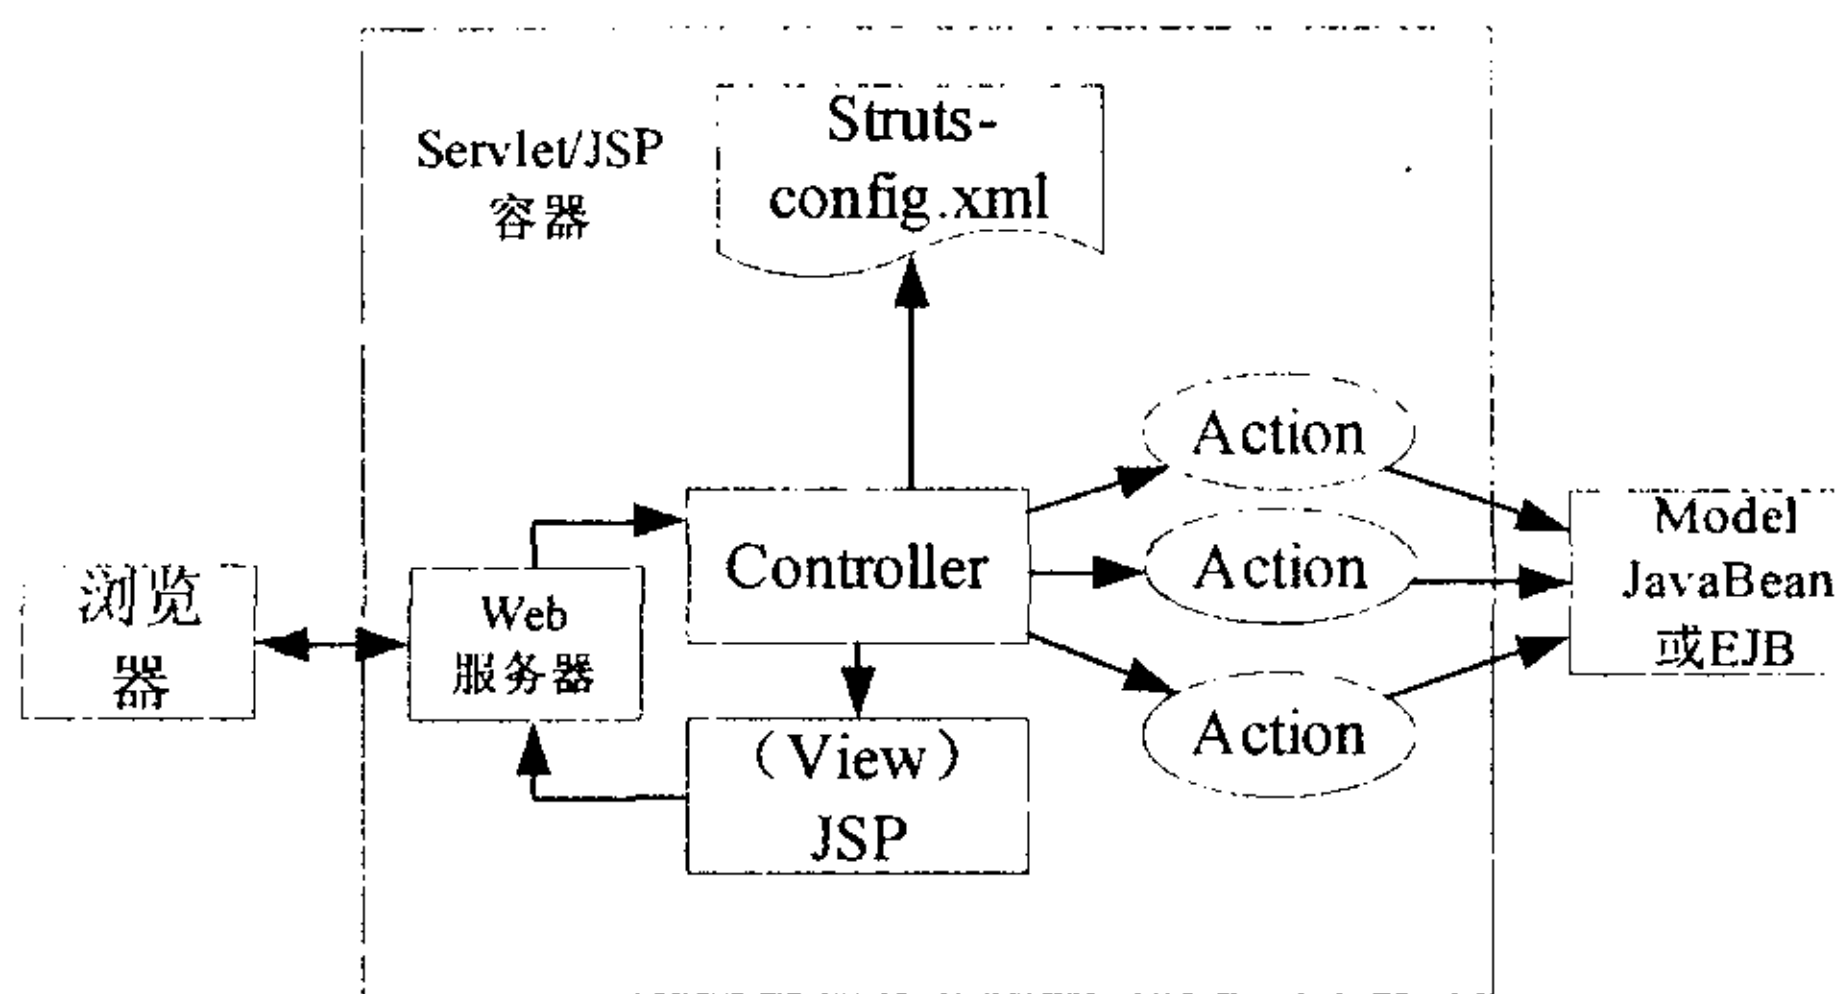 Struts-
config.xml
Servlet/JSP
容器
Action
Controller
Action
Model
JavaBean
或EJB
浏览
器
Web
服务器
（View）
JSP
Action